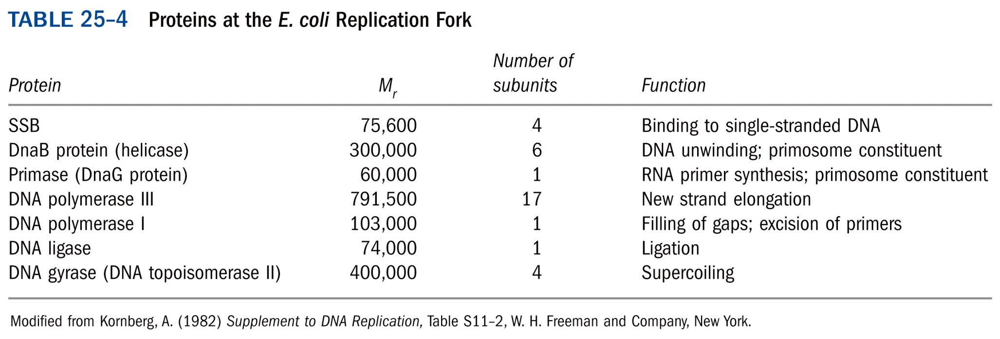 TABLE 25–4 Proteins at the E. coli Replication Fork
Number of
Protein Mr subunits Function
SSB 75,600 4 Binding to single-stranded DNA
DnaB protein (helicase) 300,000 6 DNA unwinding; primosome constituent
Primase (DnaG protein) 60,000 1 RNA primer synthesis; primosome constituent
DNA polymerase III 791,500 17 New strand elongation
DNA polymerase I 103,000 1 Filling of gaps; excision of primers
DNA ligase 74,000 1 Ligation
DNA gyrase (DNA topoisomerase II) 400,000 4 Supercoiling
Modified from Kornberg, A. (1982) Supplement to DNA Replication, Table S11–2, W. H. Freeman and Company, New York.